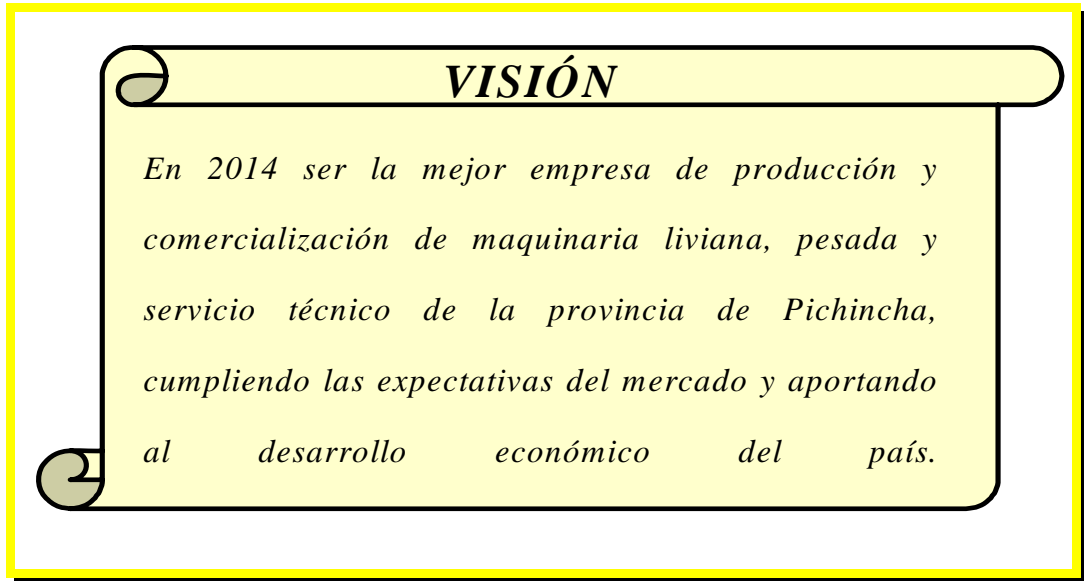 VISIÓN
En 2014 ser la mejor empresa de producción y
comercialización de maquinaria liviana, pesada y
servicio técnico de la provincia de Pichincha,
cumpliendo las expectativas del mercado y aportando
al desarrollo económico del país.